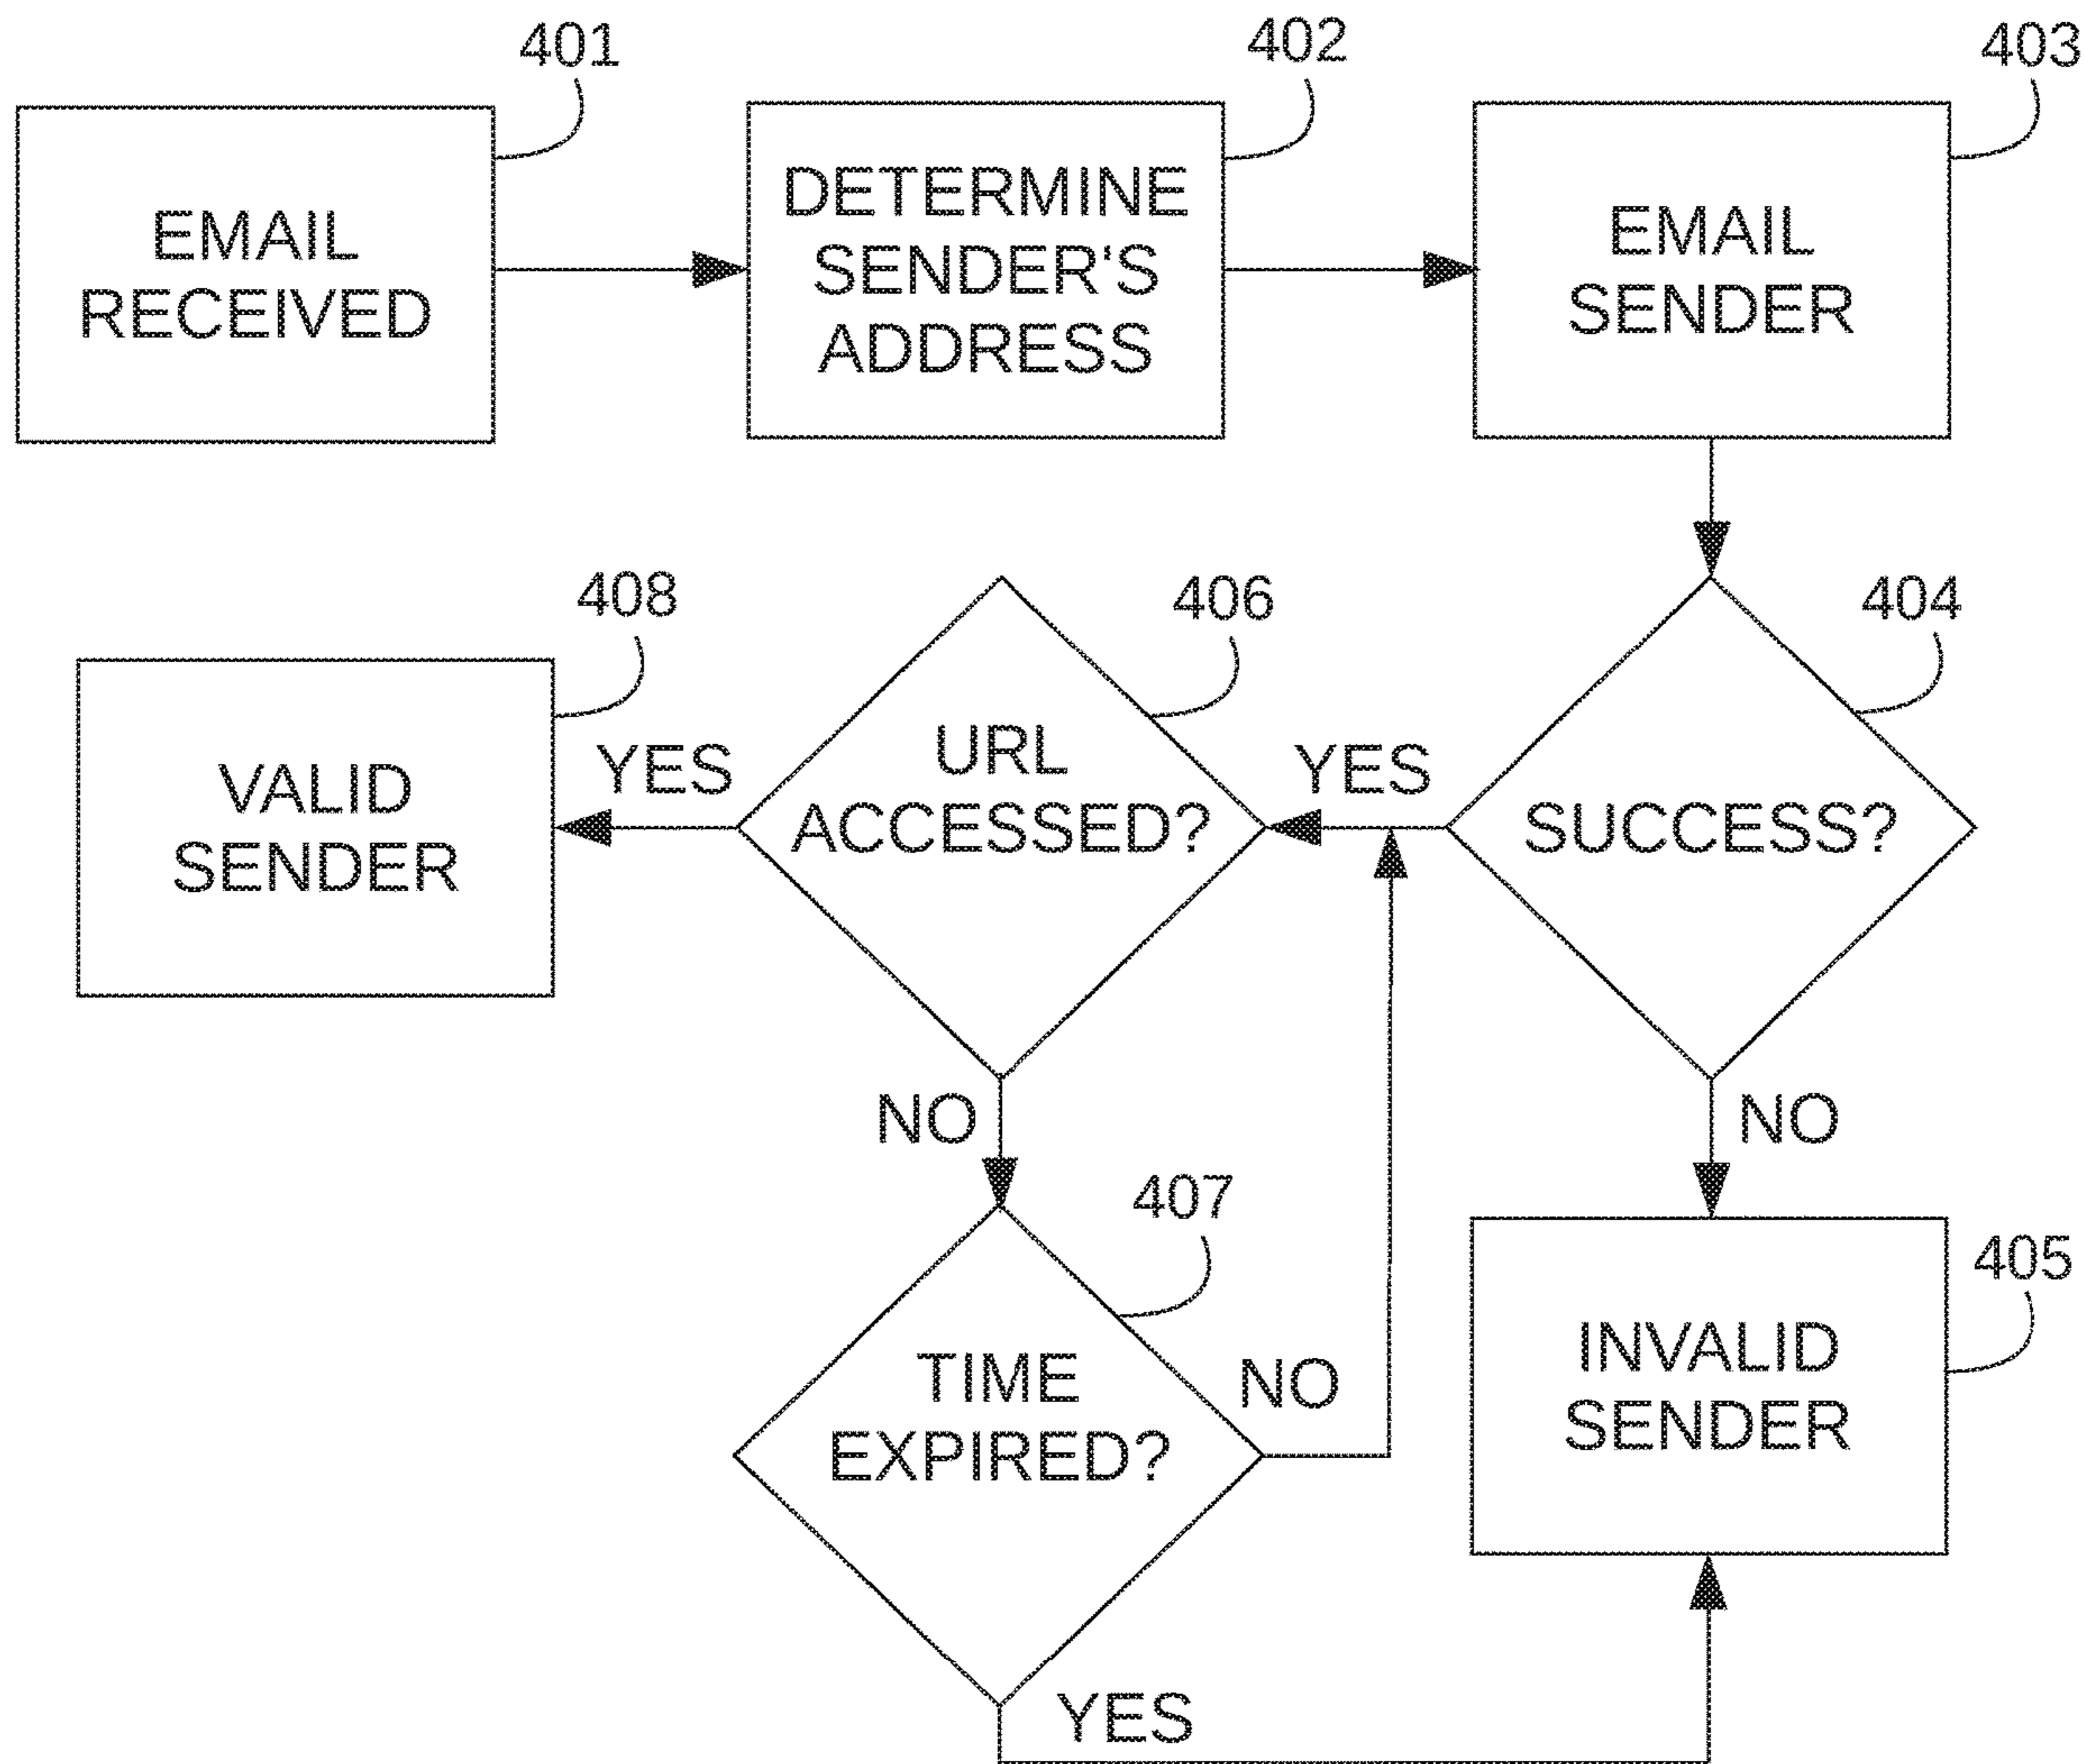 401
402
403
EMAIL
RECEIVED
DETERMINE
SENDER'S
ADDRESS
EMAIL
SENDER
408
406
404
VALID
SENDER
YES
URL
ACCESSED?
YES
SUCCESS?
NO
NO
407
405
TIME
EXPIRED?
NO
INVALID
SENDER
YES